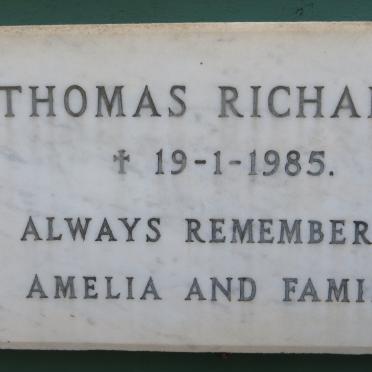 THOMAS RICHA
✝ 19-1-1985.
ALWAYS REMEMBER
AMELIA AND FAMI